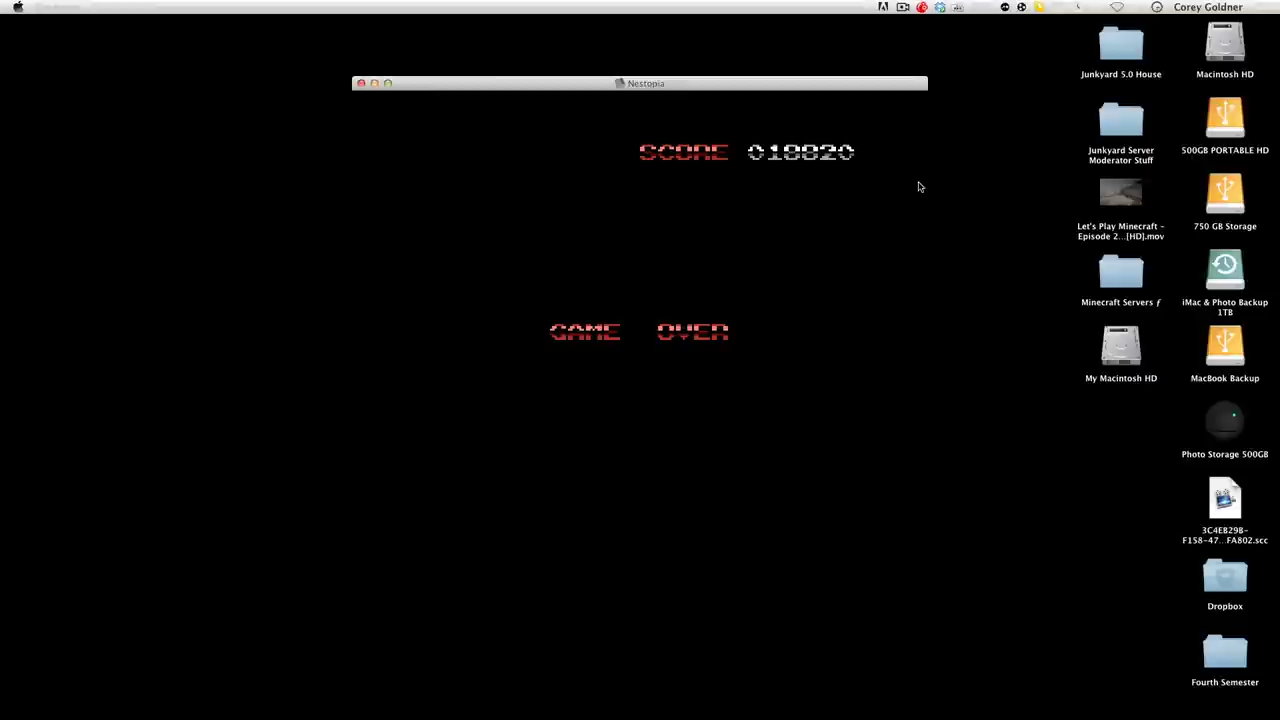 Corey Goldner
Nestopia
SCORE 018820
GAME OVER
Junkyard 5.0 House
Macintosh HD
Junkyard Server
Moderator Stuff
500GB PORTABLE HD
Let's Play Minecraft -
Episode 2...[HD].mov
750 GB Storage
Minecraft Servers ƒ
iMac & Photo Backup
1TB
My Macintosh HD
MacBook Backup
Photo Storage 500GB
3C4EB29B-
F158-47...FA802.scc
Dropbox
Fourth Semester